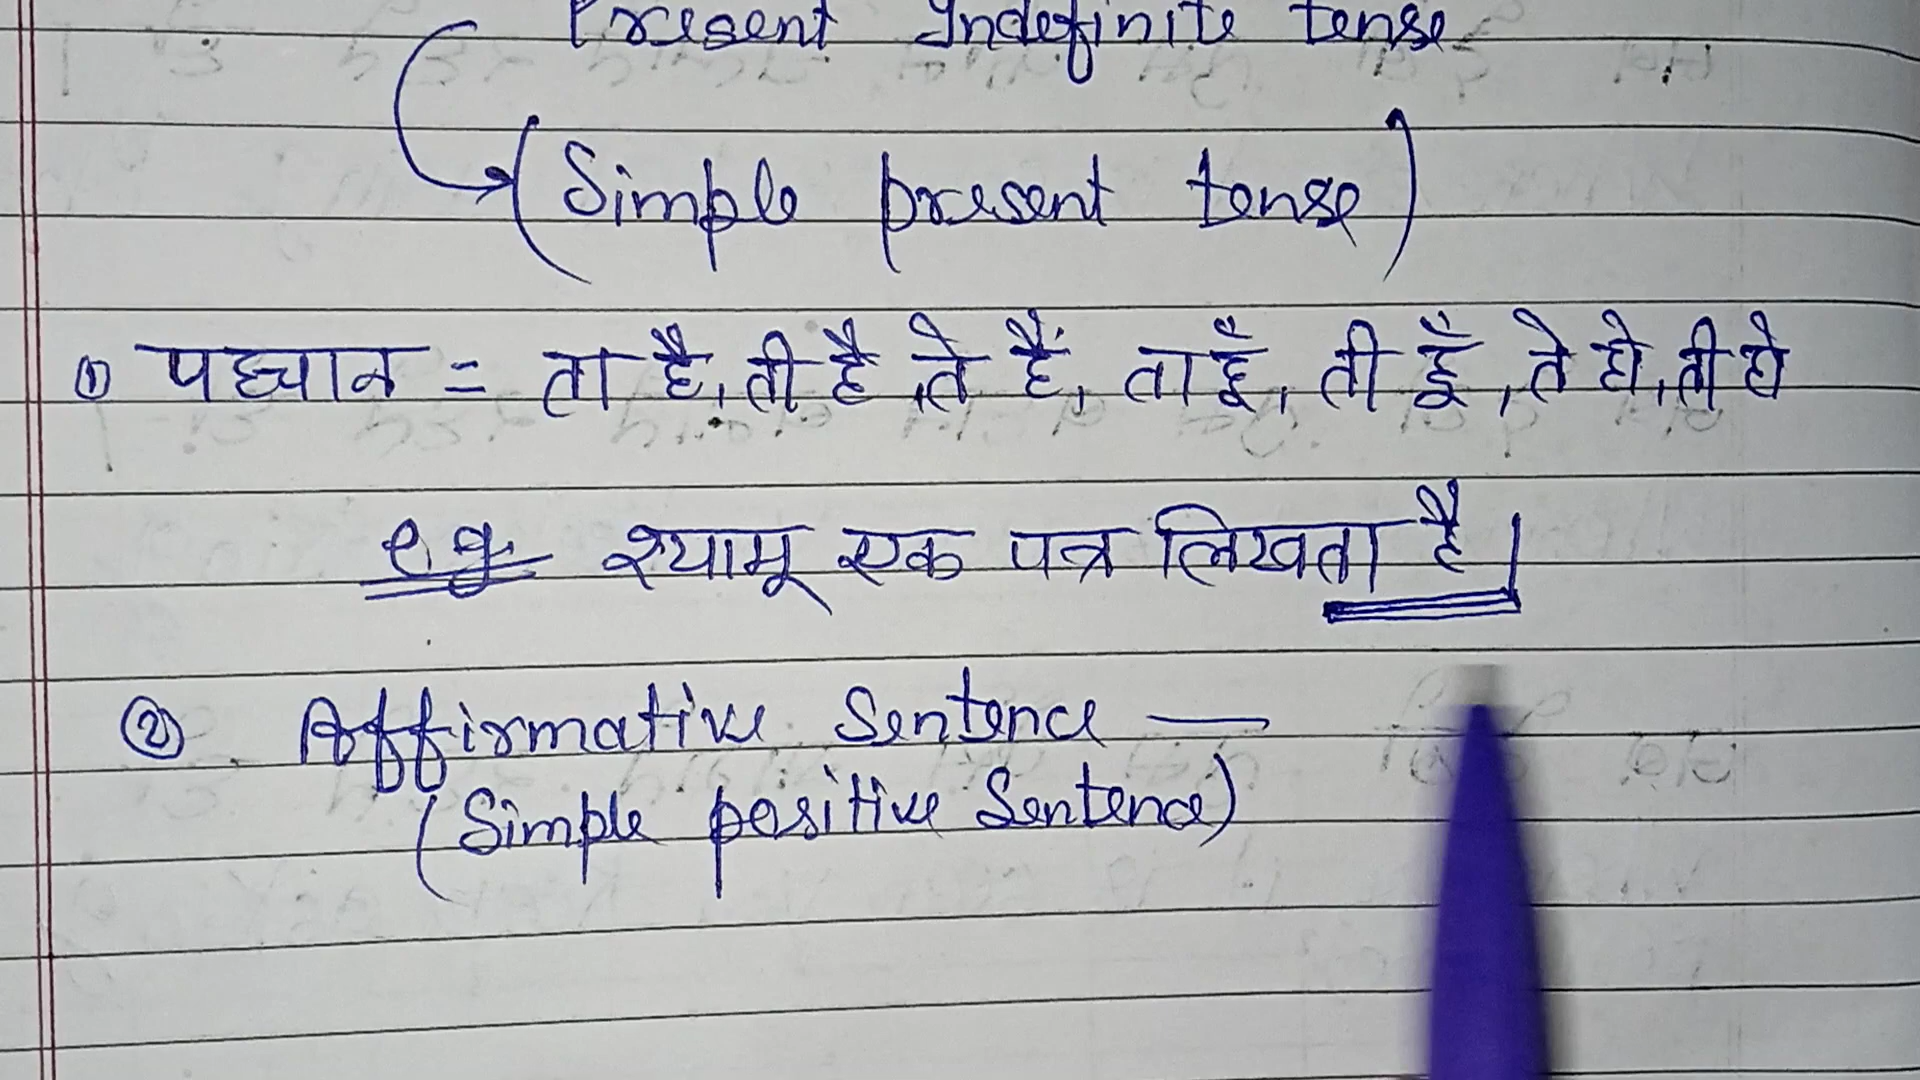 Present Indefinite tense
(Simple present tense)
① पहचान = ता है, ती है, ते हैं, ता हूँ, ती हूँ, ते हो, ती हो
e.g. श्यामू एक पत्र लिखता है।
② Affirmative Sentence —
(Simple positive Sentence)